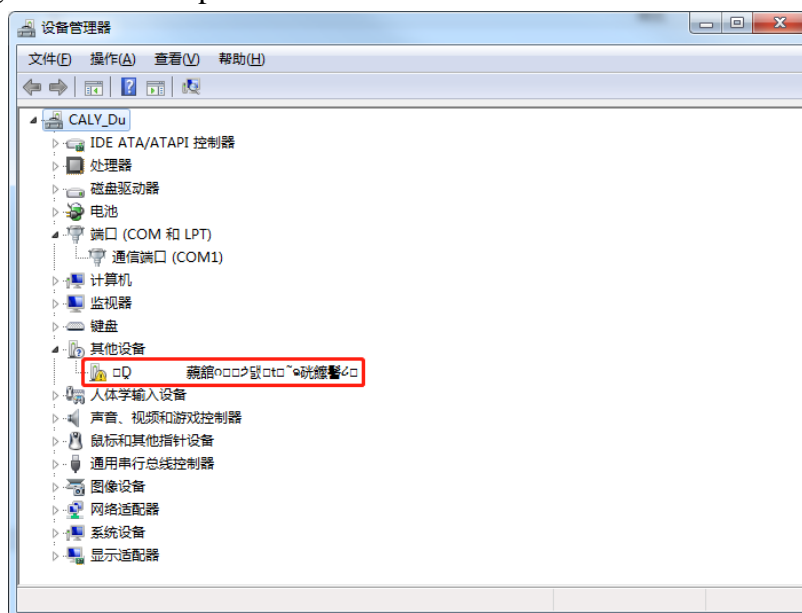 设备管理器
文件(F) 操作(A) 查看(V) 帮助(H)
CALY_Du
IDE ATA/ATAPI 控制器
处理器
磁盘驱动器
电池
端口 (COM 和 LPT)
通信端口 (COM1)
计算机
监视器
键盘
其他设备
人体学输入设备
声音、视频和游戏控制器
鼠标和其他指针设备
通用串行总线控制器
图像设备
网络适配器
系统设备
显示适配器